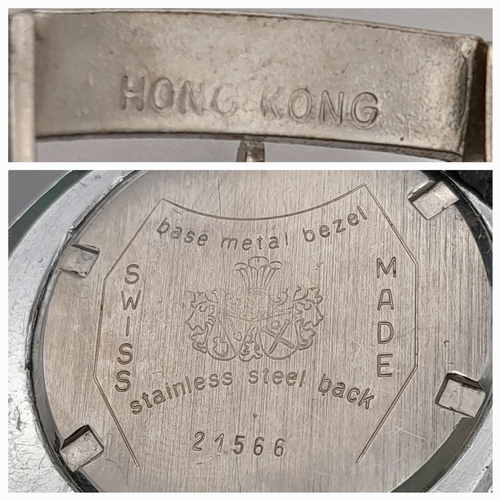 HONG KONG
base metal bezel
SWISS
MADE
stainless steel back
21566